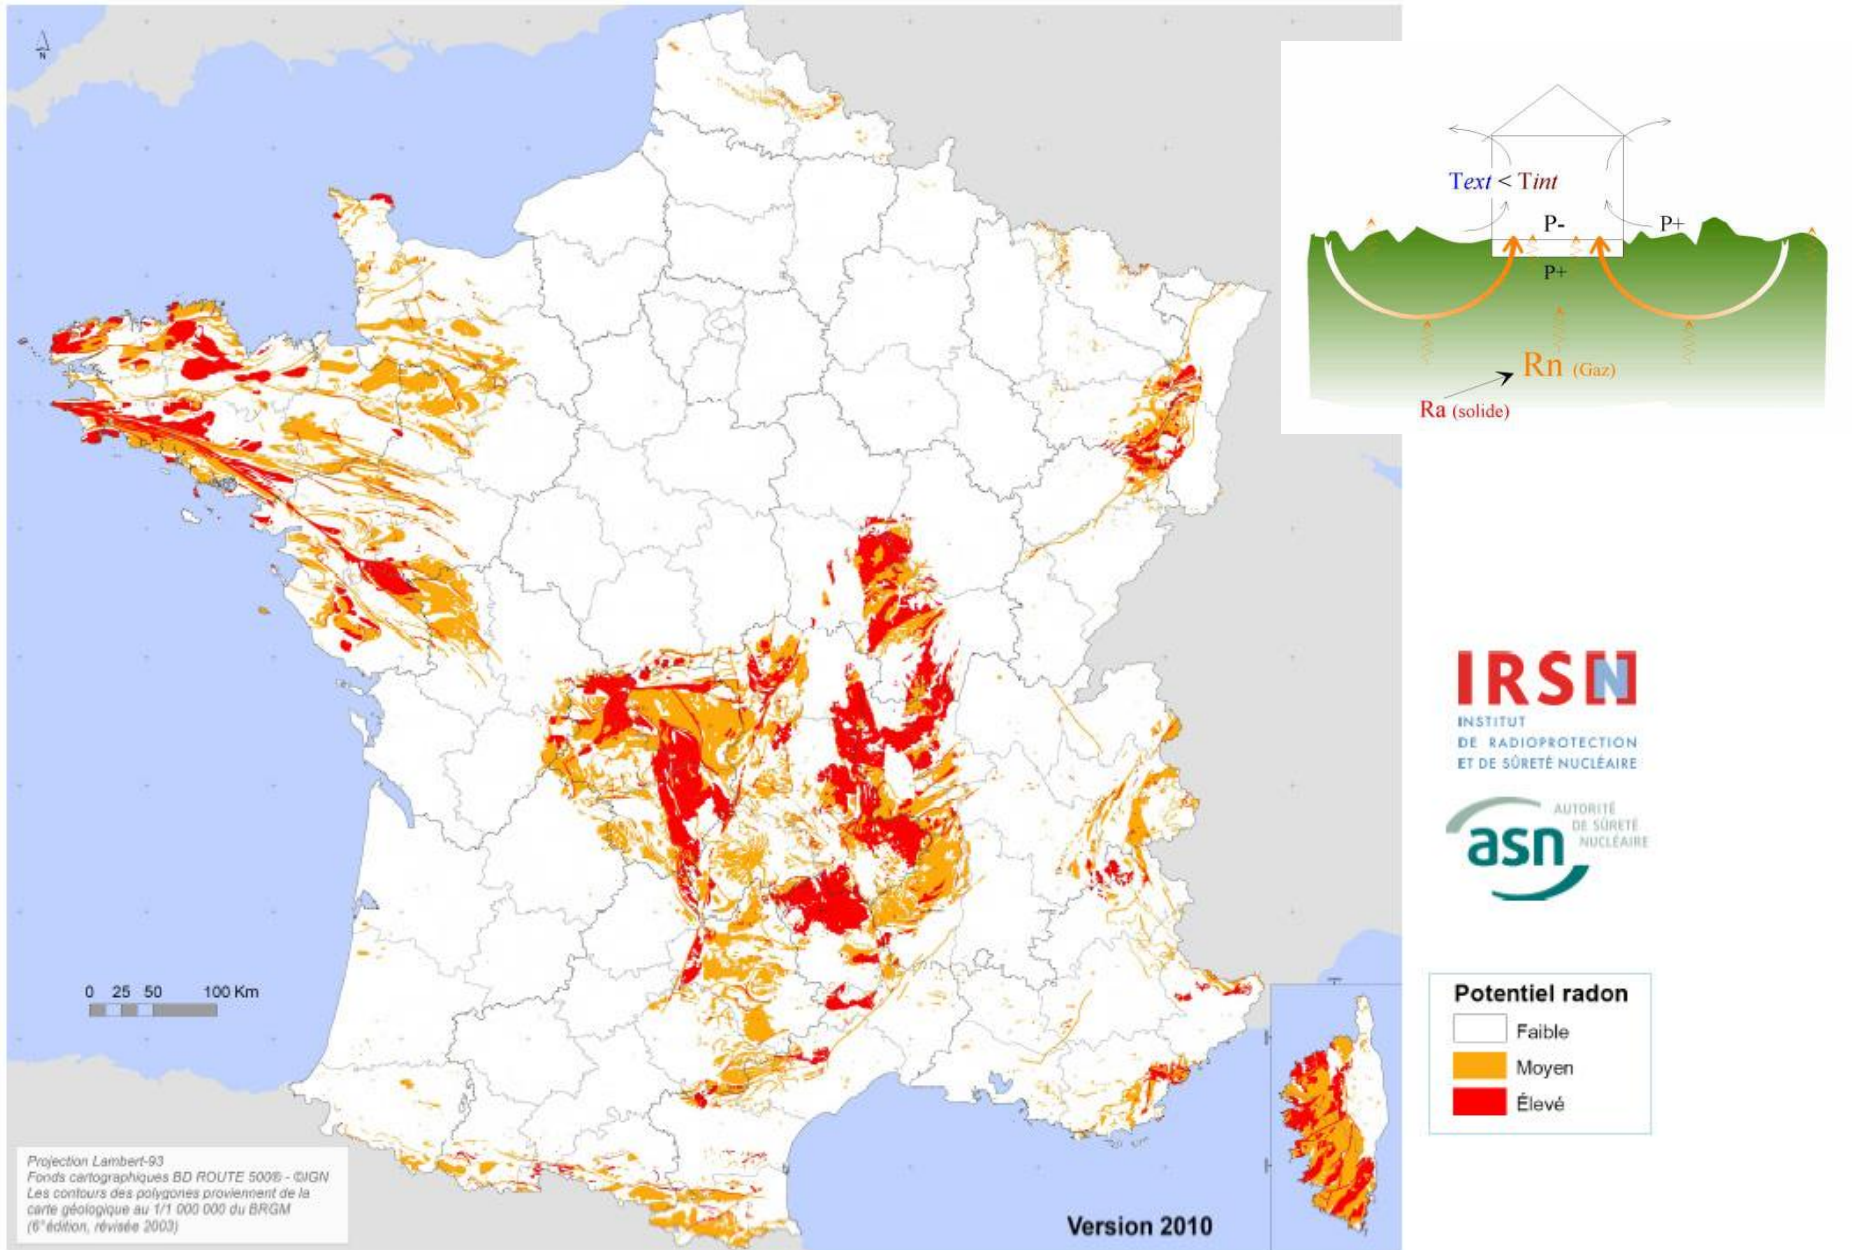 N
Text < Tint
P-
P+
P+
Rn (Gaz)
Ra (solide)
IRSN
INSTITUT
DE RADIOPROTECTION
ET DE SÛRETÉ NUCLÉAIRE
AUTORITÉ
DE SÛRETÉ
NUCLÉAIRE
asn
0 25 50 100 Km
Potentiel radon
Faible
Moyen
Élevé
Projection Lambert-93
Fonds cartographiques BD ROUTE 500® - ©IGN
Les contours des polygones proviennent de la
carte géologique au 1/1 000 000 du BRGM
(6° édition, révisée 2003)
Version 2010